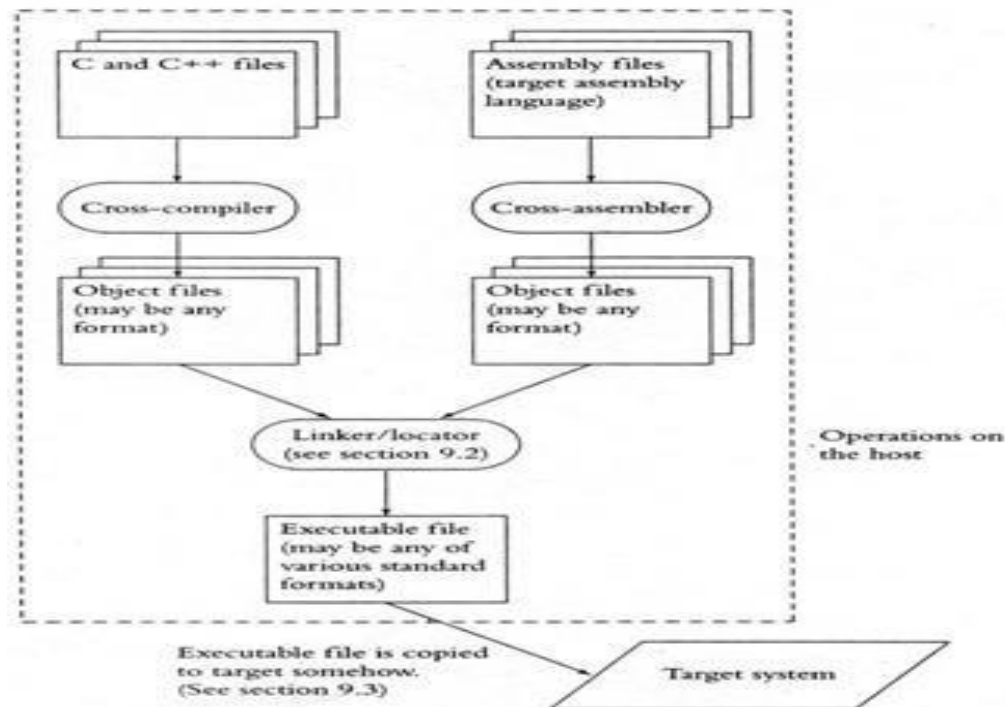 C and C++ files
Assembly files
(target assembly
language)
Cross-compiler
Cross-assembler
Object files
(may be any
format)
Object files
(may be any
format)
Linker/locator
(see section 9.2)
Operations on
the host
Executable file
(may be any of
various standard
formats)
Executable file is copied
to target somehow.
(See section 9.3)
Target system